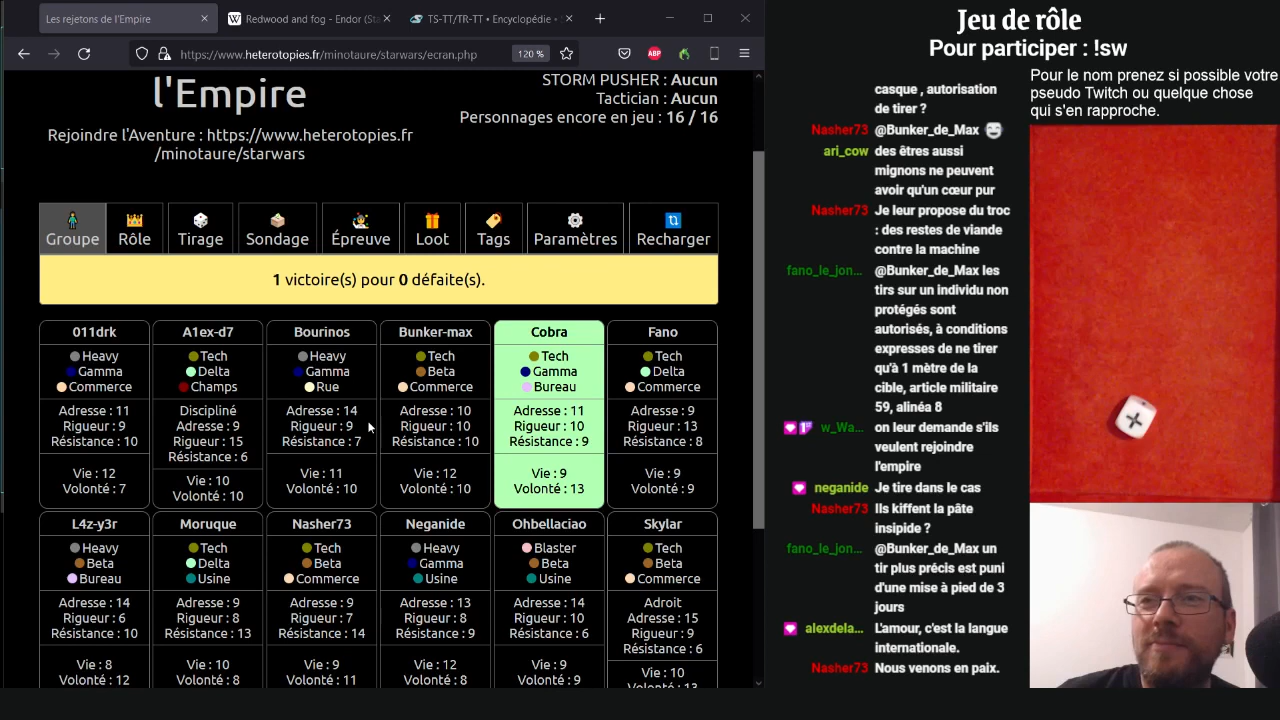 Les rejetons de l'Empire
Redwood and fog - Endor (Sta
TS-TT/TR-TT • Encyclopédie •
https://www.heterotopies.fr/minotaure/starwars/ecran.php
120 %
ABP
l'Empire
Rejoindre l'Aventure : https://www.heterotopies.fr
/minotaure/starwars
STORM PUSHER : Aucun
Tactician : Aucun
Personnages encore en jeu : 16 / 16
Groupe
Rôle
Tirage
Sondage
Épreuve
Loot
Tags
Paramètres
Recharger
1 victoire(s) pour 0 défaite(s).
011drk
Heavy
Gamma
Commerce
Adresse : 11
Rigueur : 9
Résistance : 10
Vie : 12
Volonté : 7
A1ex-d7
Tech
Delta
Champs
Discipliné
Adresse : 9
Rigueur : 15
Résistance : 6
Vie : 10
Volonté : 10
Bourinos
Heavy
Gamma
Rue
Adresse : 14
Rigueur : 9
Résistance : 7
Vie : 11
Volonté : 10
Bunker-max
Tech
Beta
Commerce
Adresse : 10
Rigueur : 10
Résistance : 10
Vie : 12
Volonté : 10
Cobra
Tech
Gamma
Bureau
Adresse : 11
Rigueur : 10
Résistance : 9
Vie : 9
Volonté : 13
Fano
Tech
Delta
Commerce
Adresse : 9
Rigueur : 13
Résistance : 8
Vie : 9
Volonté : 9
L4z-y3r
Heavy
Beta
Bureau
Adresse : 14
Rigueur : 6
Résistance : 10
Vie : 8
Volonté : 12
Moruque
Tech
Delta
Usine
Adresse : 9
Rigueur : 8
Résistance : 13
Vie : 10
Volonté : 8
Nasher73
Tech
Beta
Commerce
Adresse : 9
Rigueur : 7
Résistance : 14
Vie : 9
Volonté : 11
Neganide
Heavy
Gamma
Usine
Adresse : 13
Rigueur : 8
Résistance : 9
Vie : 12
Volonté : 8
Ohbellaciao
Blaster
Beta
Usine
Adresse : 14
Rigueur : 10
Résistance : 6
Vie : 9
Volonté : 9
Skylar
Tech
Beta
Commerce
Adroit
Adresse : 15
Rigueur : 9
Résistance : 6
Vie : 10
Volonté : 13
Jeu de rôle
Pour participer : !sw
casque , autorisation
de tirer ?
Nasher73 @Bunker_de_Max
ari_cow des êtres aussi
mignons ne peuvent
avoir qu'un cœur pur
Nasher73 Je leur propose du troc
: des restes de viande
contre la machine
fano_le_jon... @Bunker_de_Max les
tirs sur un individu non
protégés sont
autorisés, à conditions
expresses de ne tirer
qu'à 1 mètre de la
cible, article militaire
59, alinéa 8
w_Wa... on leur demande s'ils
veulent rejoindre
l'empire
neganide Je tire dans le cas
Nasher73 Ils kiffent la pâte
insipide ?
fano_le_jon... @Bunker_de_Max un
tir plus précis est puni
d'une mise à pied de 3
jours
alexdela... L'amour, c'est la langue
internationale.
Nasher73 Nous venons en paix.
Pour le nom prenez si possible votre
pseudo Twitch ou quelque chose
qui s'en rapproche.